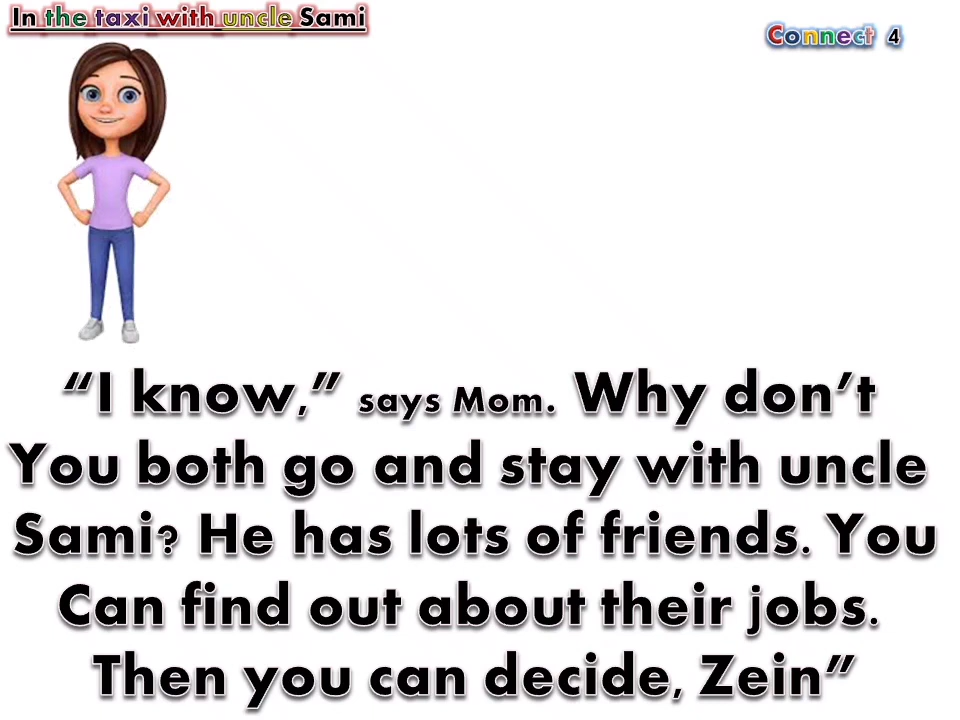 In the taxi with uncle Sami
Connect 4
“I know,” says Mom. Why don’t
You both go and stay with uncle
Sami? He has lots of friends. You
Can find out about their jobs.
Then you can decide, Zein”